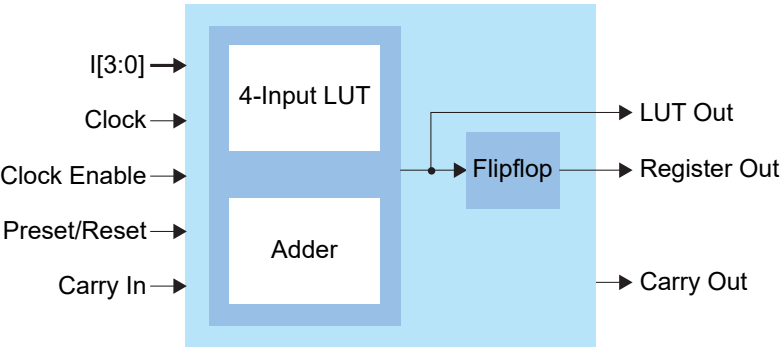 I[3:0]
Clock
Clock Enable
Preset/Reset
Carry In
4-Input LUT
Adder
Flipflop
LUT Out
Register Out
Carry Out